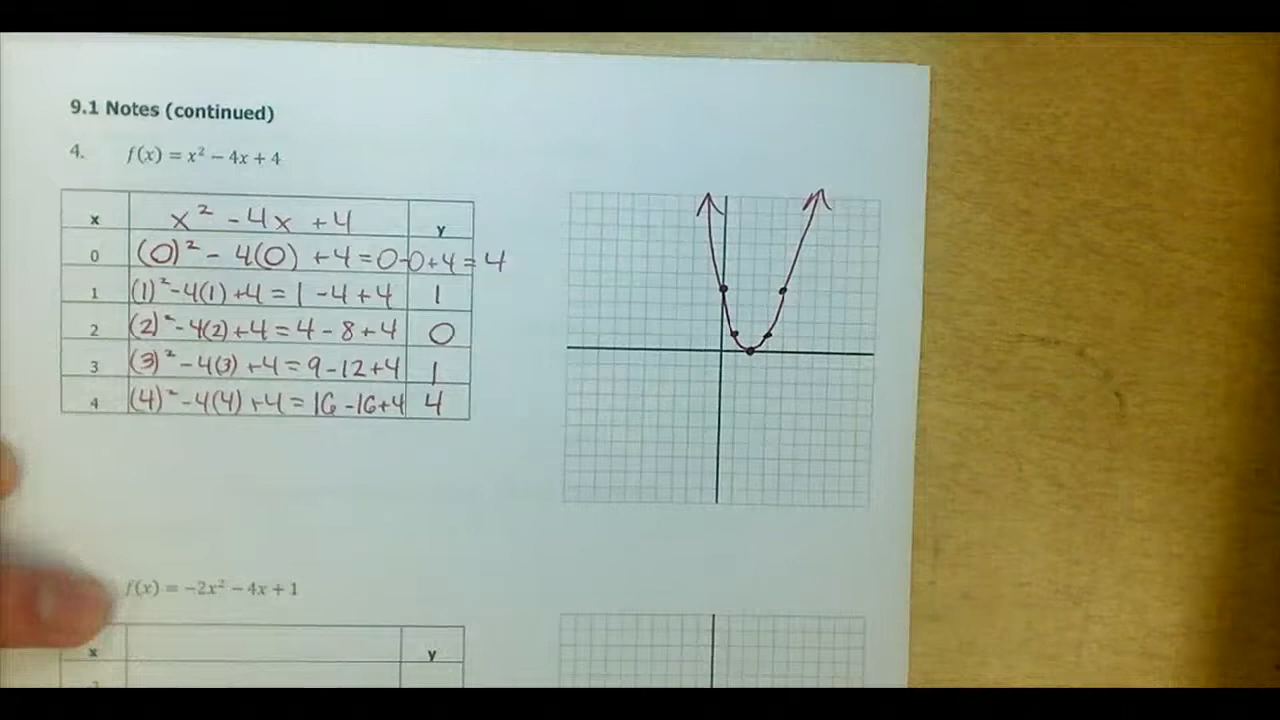 9.1 Notes (continued)
4. f(x) = x² − 4x + 4
x x² - 4x + 4 y
0 (0)² - 4(0) + 4 = 0-0+4 = 4
1 (1)² - 4(1) + 4 = 1 - 4 + 4 1
2 (2)² - 4(2) + 4 = 4 - 8 + 4 0
3 (3)² - 4(3) + 4 = 9 - 12 + 4 1
4 (4)² - 4(4) + 4 = 16 - 16 + 4 4
f(x) = −2x² − 4x + 1
x y